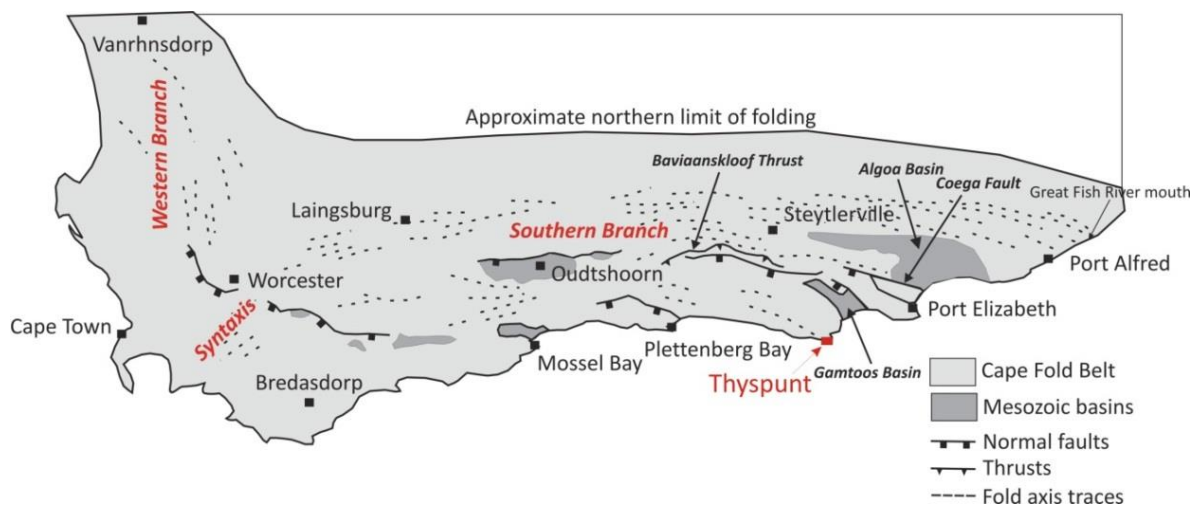 Vanrhnsdorp
Western Branch
Approximate northern limit of folding
Baviaanskloof Thrust
Algoa Basin
Coega Fault
Great Fish River mouth
Laingsburg
Southern Branch
Steytlerville
Worcester
Oudtshoorn
Port Alfred
Syntaxis
Cape Town
Port Elizabeth
Mossel Bay
Plettenberg Bay
Bredasdorp
Thyspunt
Gamtoos Basin
Cape Fold Belt
Mesozoic basins
Normal faults
Thrusts
Fold axis traces